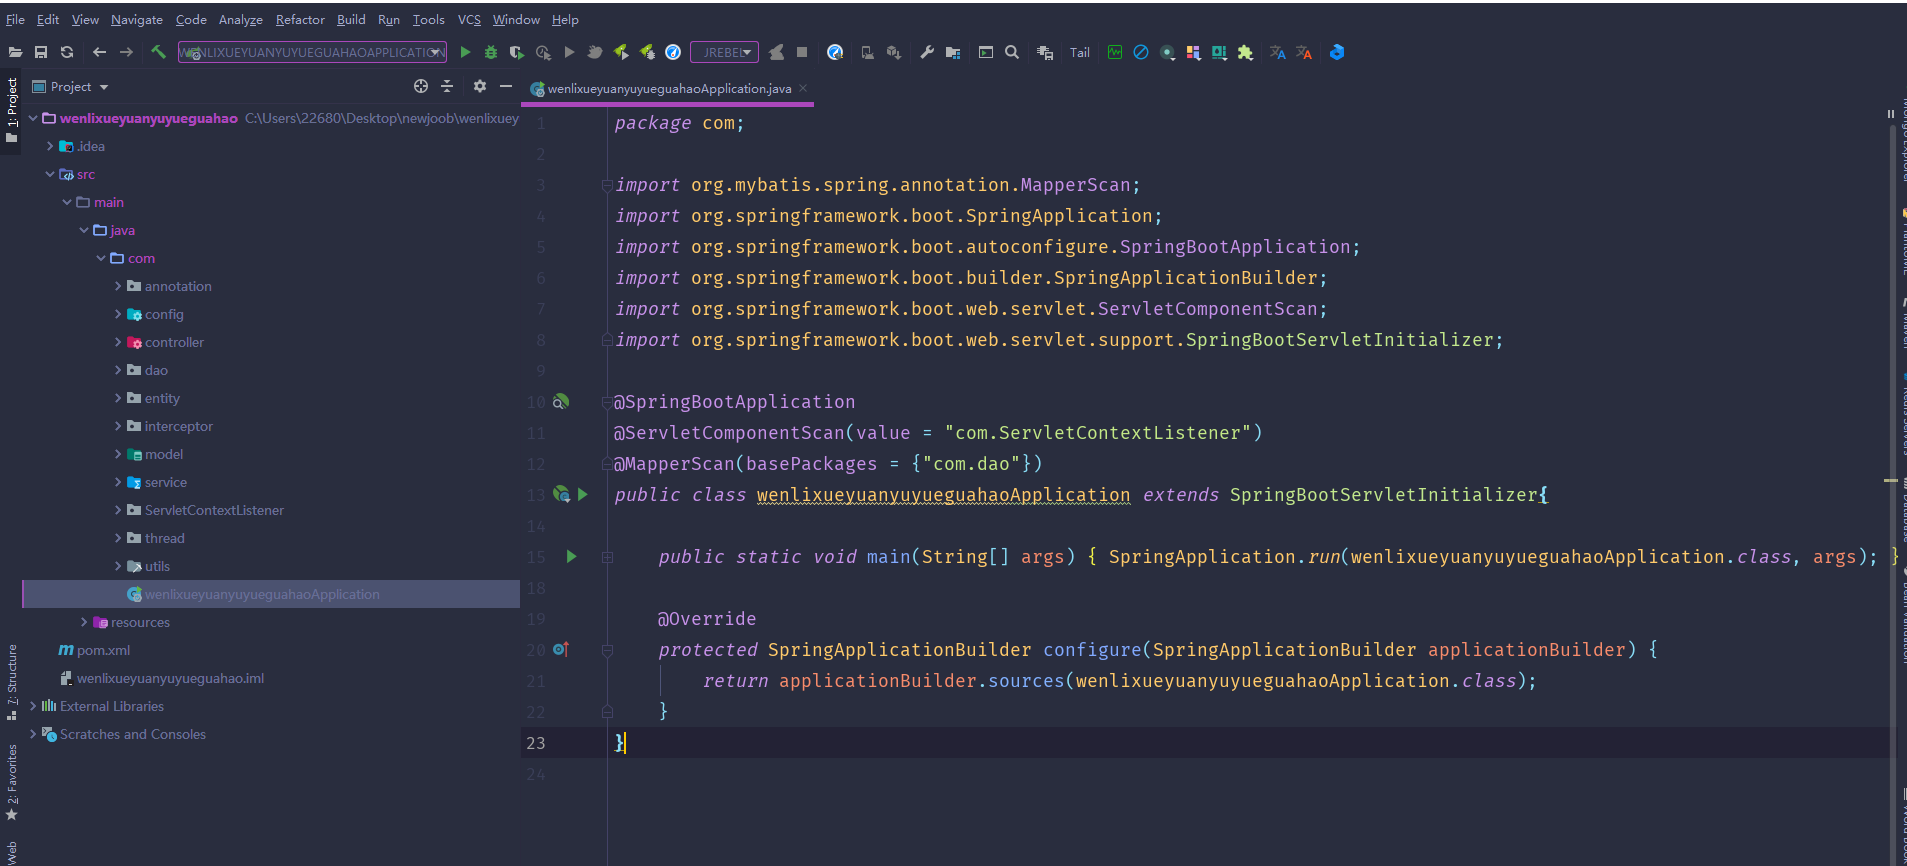 File Edit View Navigate Code Analyze Refactor Build Run Tools VCS Window Help
WENLIXUEYUANYUYUEGUAHAOAPPLICATION JREBEL Tail
Project
1: Project
wenlixueyuanyuyueguahao C:\Users\22680\Desktop\newjoob\wenlixuey
.idea
src
main
java
com
annotation
config
controller
dao
entity
interceptor
model
service
ServletContextListener
thread
utils
wenlixueyuanyuyueguahaoApplication
resources
pom.xml
wenlixueyuanyuyueguahao.iml
External Libraries
Scratches and Consoles
7: Structure
2: Favorites
Web
wenlixueyuanyuyueguahaoApplication.java
1 package com;
2
3 import org.mybatis.spring.annotation.MapperScan;
4 import org.springframework.boot.SpringApplication;
5 import org.springframework.boot.autoconfigure.SpringBootApplication;
6 import org.springframework.boot.builder.SpringApplicationBuilder;
7 import org.springframework.boot.web.servlet.ServletComponentScan;
8 import org.springframework.boot.web.servlet.support.SpringBootServletInitializer;
9
10 @SpringBootApplication
11 @ServletComponentScan(value = "com.ServletContextListener")
12 @MapperScan(basePackages = {"com.dao"})
13 public class wenlixueyuanyuyueguahaoApplication extends SpringBootServletInitializer{
14
15 public static void main(String[] args) { SpringApplication.run(wenlixueyuanyuyueguahaoApplication.class, args); }
18
19 @Override
20 protected SpringApplicationBuilder configure(SpringApplicationBuilder applicationBuilder) {
21 return applicationBuilder.sources(wenlixueyuanyuyueguahaoApplication.class);
22 }
23 }
24